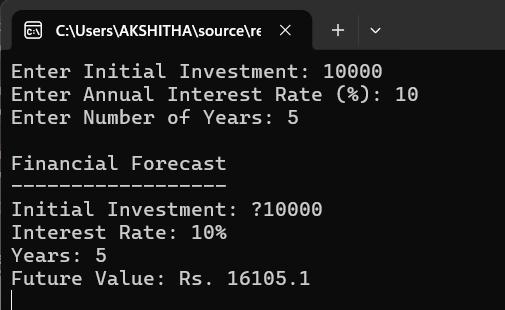 C:\Users\AKSHITHA\source\re
Enter Initial Investment: 10000
Enter Annual Interest Rate (%): 10
Enter Number of Years: 5
Financial Forecast
------------------
Initial Investment: ?10000
Interest Rate: 10%
Years: 5
Future Value: Rs. 16105.1